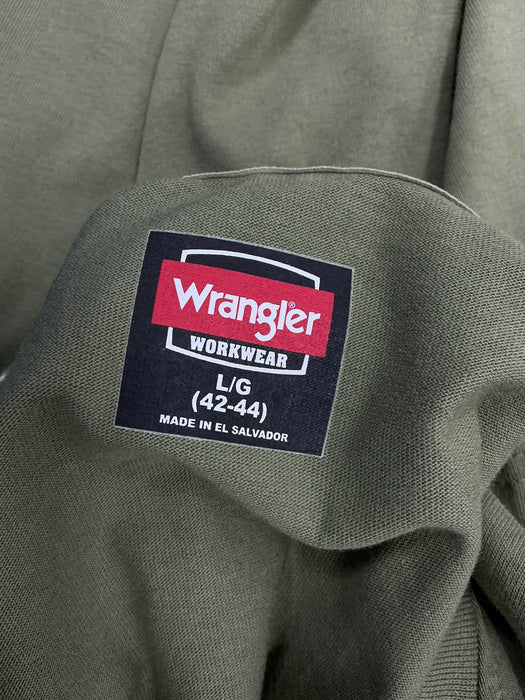 Wrangler®
WORKWEAR
L/G
(42-44)
MADE IN EL SALVADOR